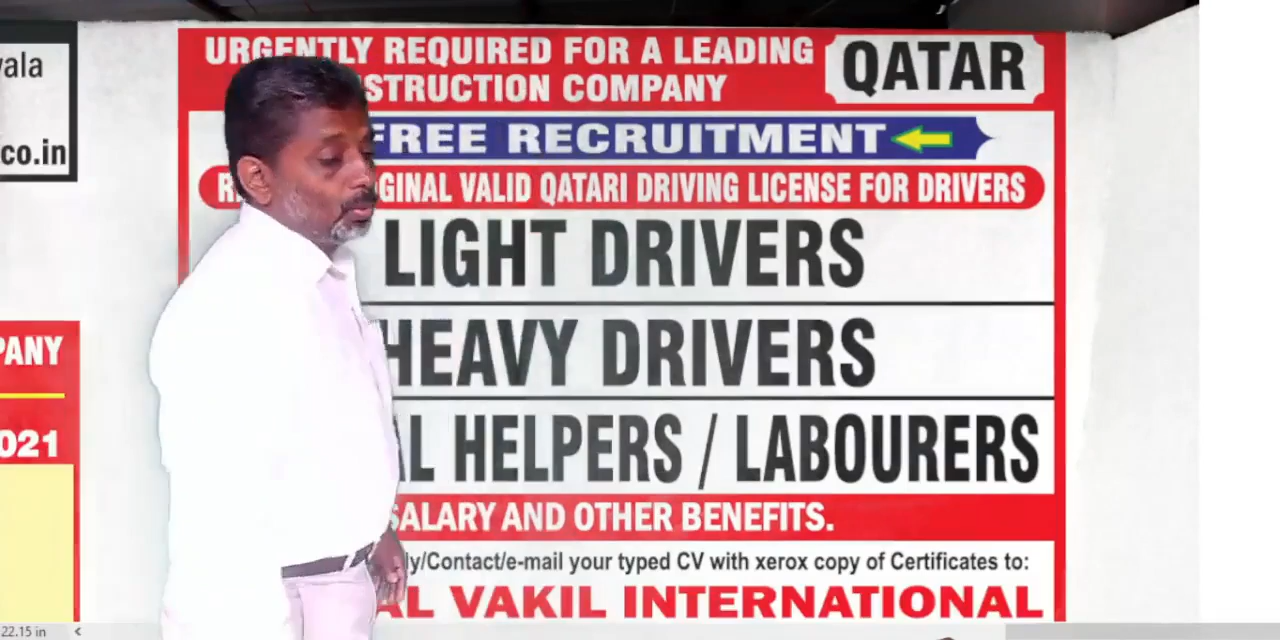 vala
co.in
PANY
2021
URGENTLY REQUIRED FOR A LEADING
STRUCTION COMPANY
QATAR
FREE RECRUITMENT
GINAL VALID QATARI DRIVING LICENSE FOR DRIVERS
LIGHT DRIVERS
HEAVY DRIVERS
AL HELPERS / LABOURERS
SALARY AND OTHER BENEFITS.
ly/Contact/e-mail your typed CV with xerox copy of Certificates to:
AL VAKIL INTERNATIONAL
22.15 in